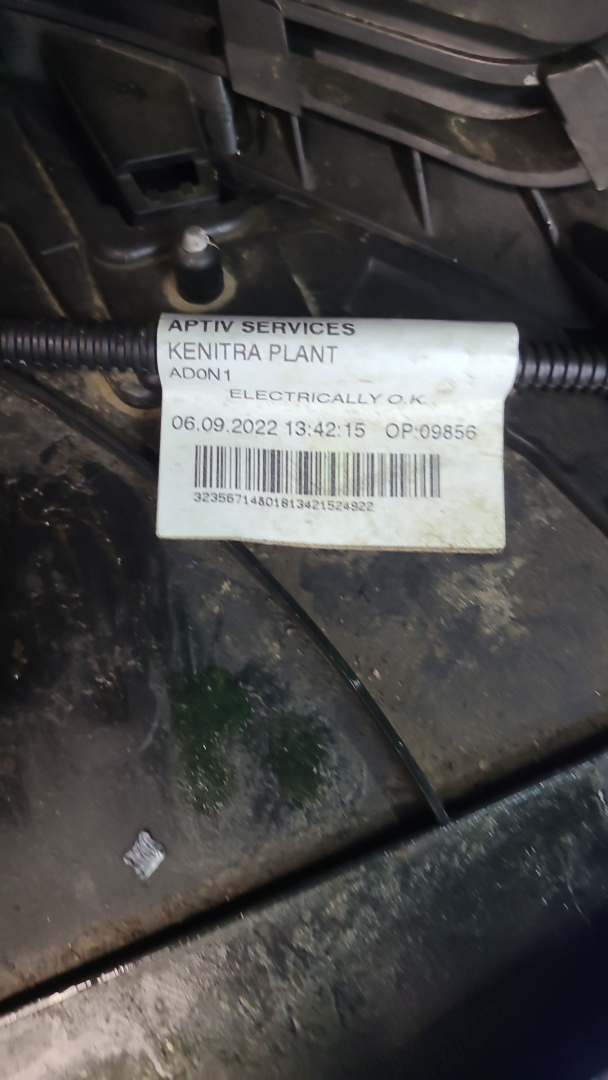 APTIV SERVICES
KENITRA PLANT
AD0N1
ELECTRICALLY O.K.
06.09.2022 13:42:15 OP:09856
32356714801813421524922